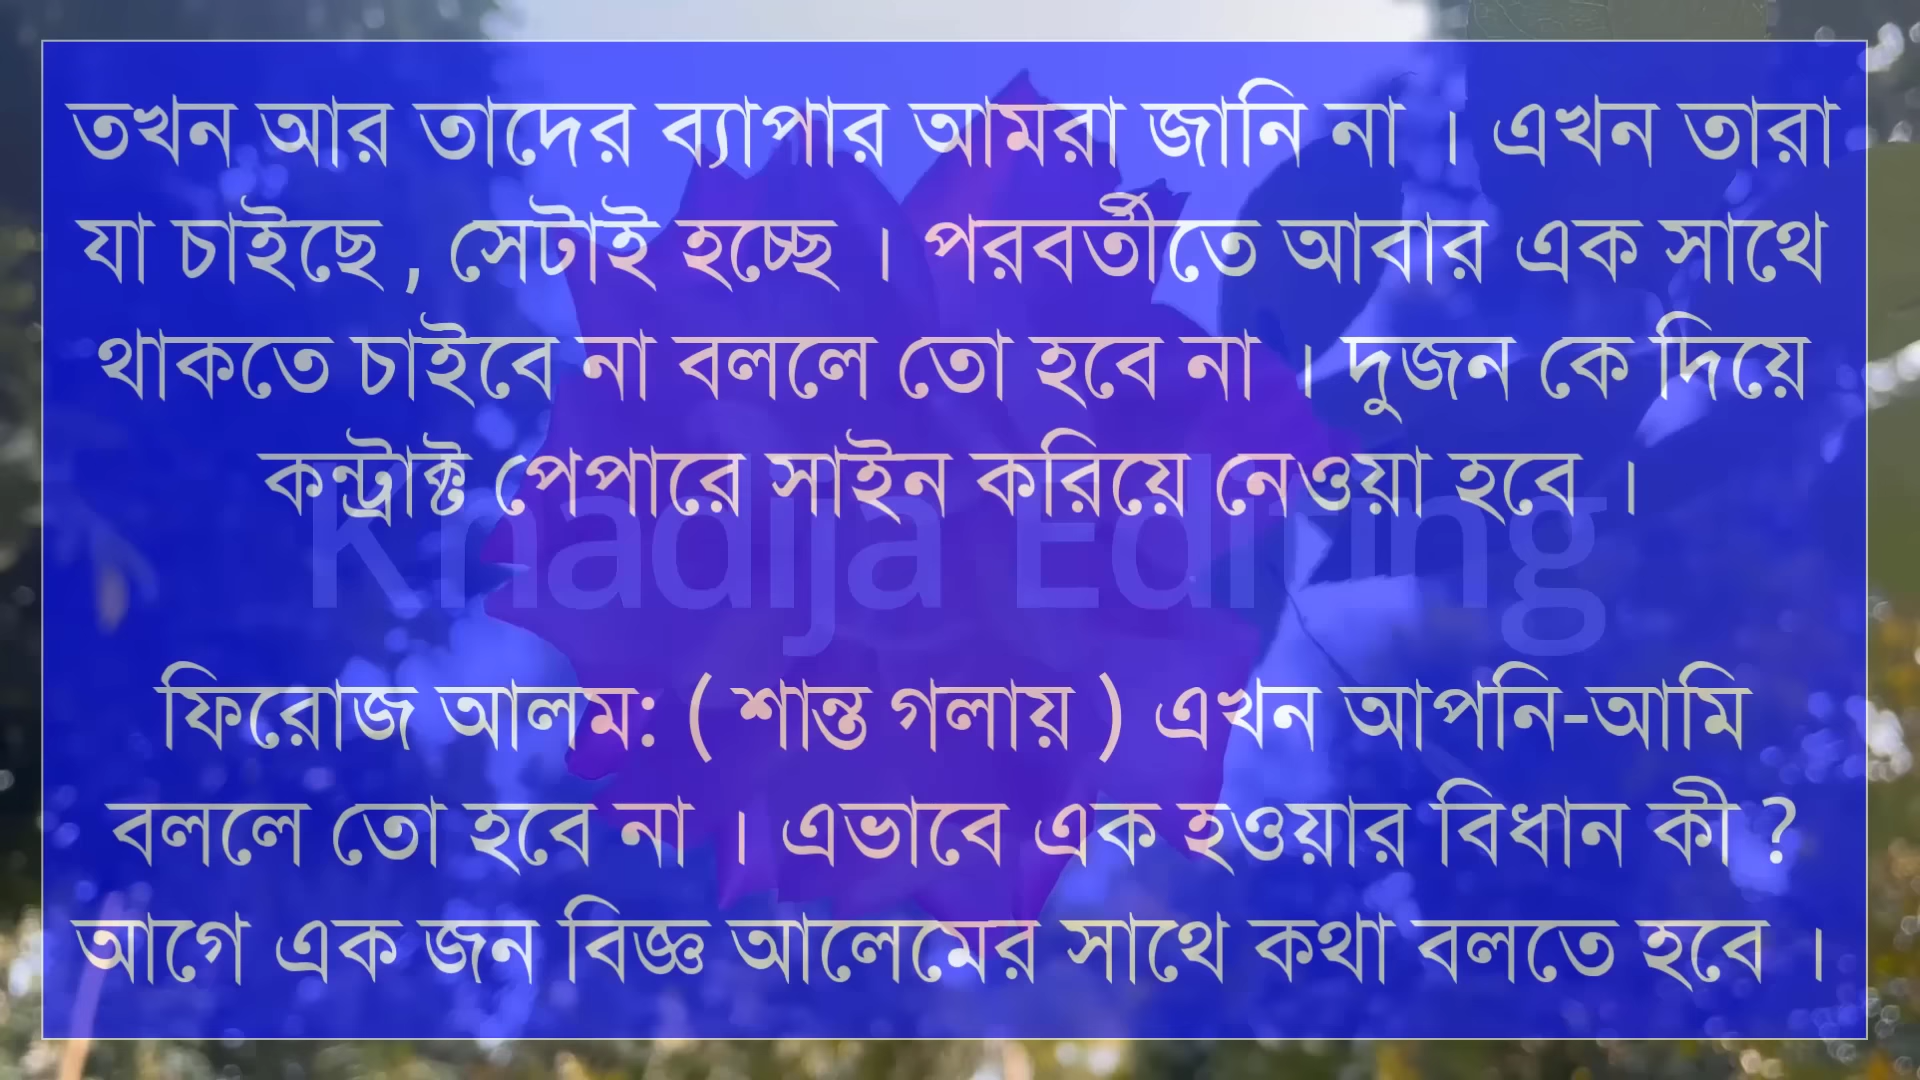 তখন আর তাদের ব্যাপার আমরা জানি না । এখন তারা
যা চাইছে , সেটাই হচ্ছে । পরবর্তীতে আবার এক সাথে
থাকতে চাইবে না বললে তো হবে না । দুজন কে দিয়ে
কন্ট্রাক্ট পেপারে সাইন করিয়ে নেওয়া হবে ।
Khadija Editing
ফিরোজ আলম: ( শান্ত গলায় ) এখন আপনি-আমি
বললে তো হবে না । এভাবে এক হওয়ার বিধান কী ?
আগে এক জন বিজ্ঞ আলেমের সাথে কথা বলতে হবে ।